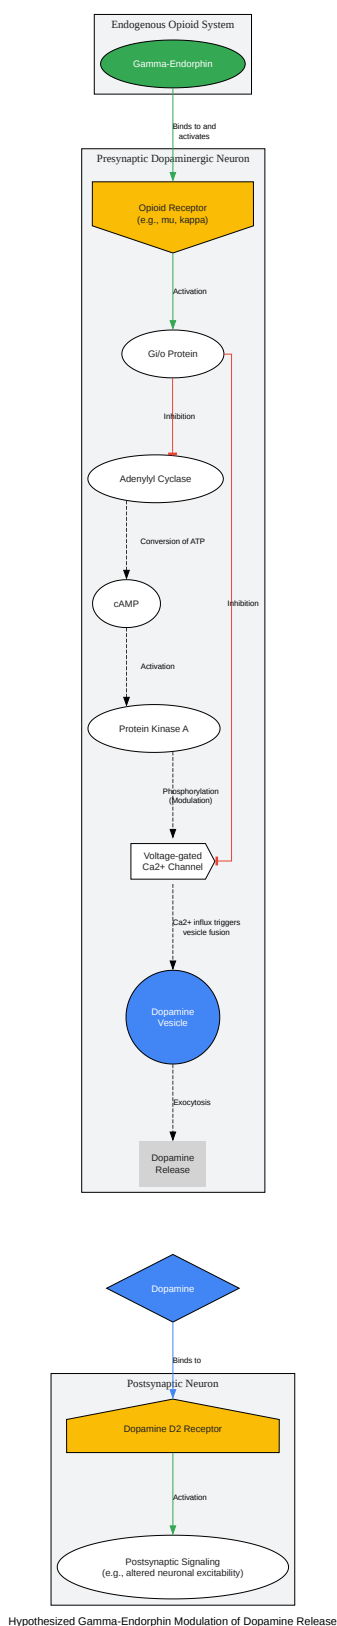 Endogenous Opioid System
Gamma-Endorphin
Binds to and
activates
Presynaptic Dopaminergic Neuron
Opioid Receptor
(e.g., mu, kappa)
Activation
Gi/o Protein
Inhibition
Adenylyl Cyclase
Conversion of ATP
cAMP
Inhibition
Activation
Protein Kinase A
Phosphorylation
(Modulation)
Voltage-gated
Ca2+ Channel
Ca2+ influx triggers
vesicle fusion
Dopamine
Vesicle
Exocytosis
Dopamine
Release
Dopamine
Binds to
Postsynaptic Neuron
Dopamine D2 Receptor
Activation
Postsynaptic Signaling
(e.g., altered neuronal excitability)
Hypothesized Gamma-Endorphin Modulation of Dopamine Release